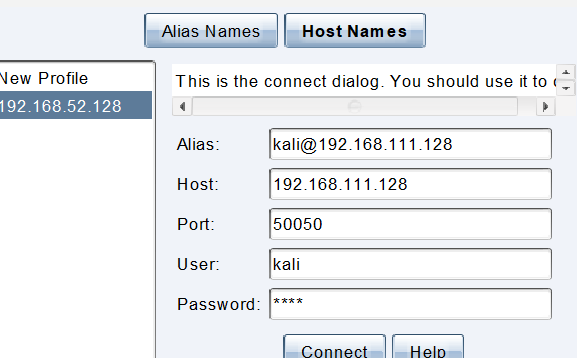 Alias Names Host Names
New Profile
192.168.52.128
This is the connect dialog. You should use it to
Alias: kali@192.168.111.128
Host: 192.168.111.128
Port: 50050
User: kali
Password: ****
Connect Help